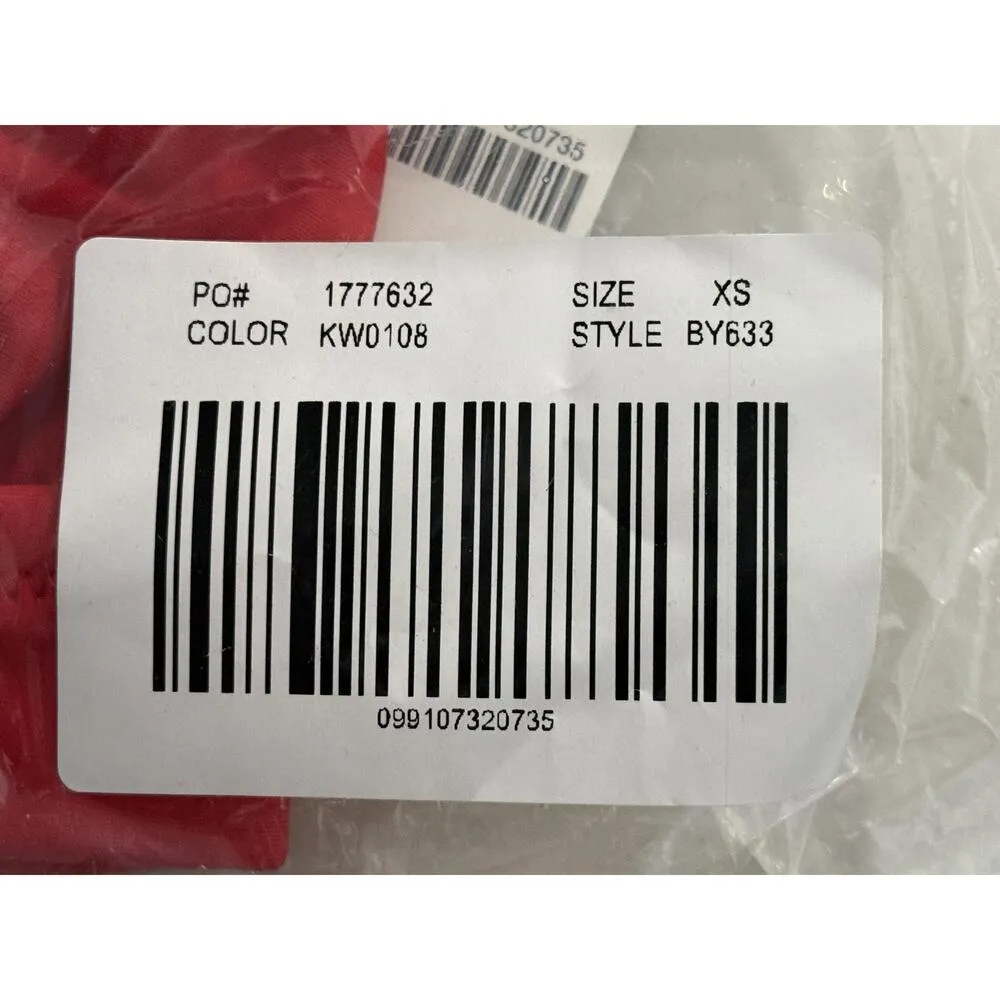 320735
PO# 1777632 SIZE XS
COLOR KW0108 STYLE BY633
099107320735